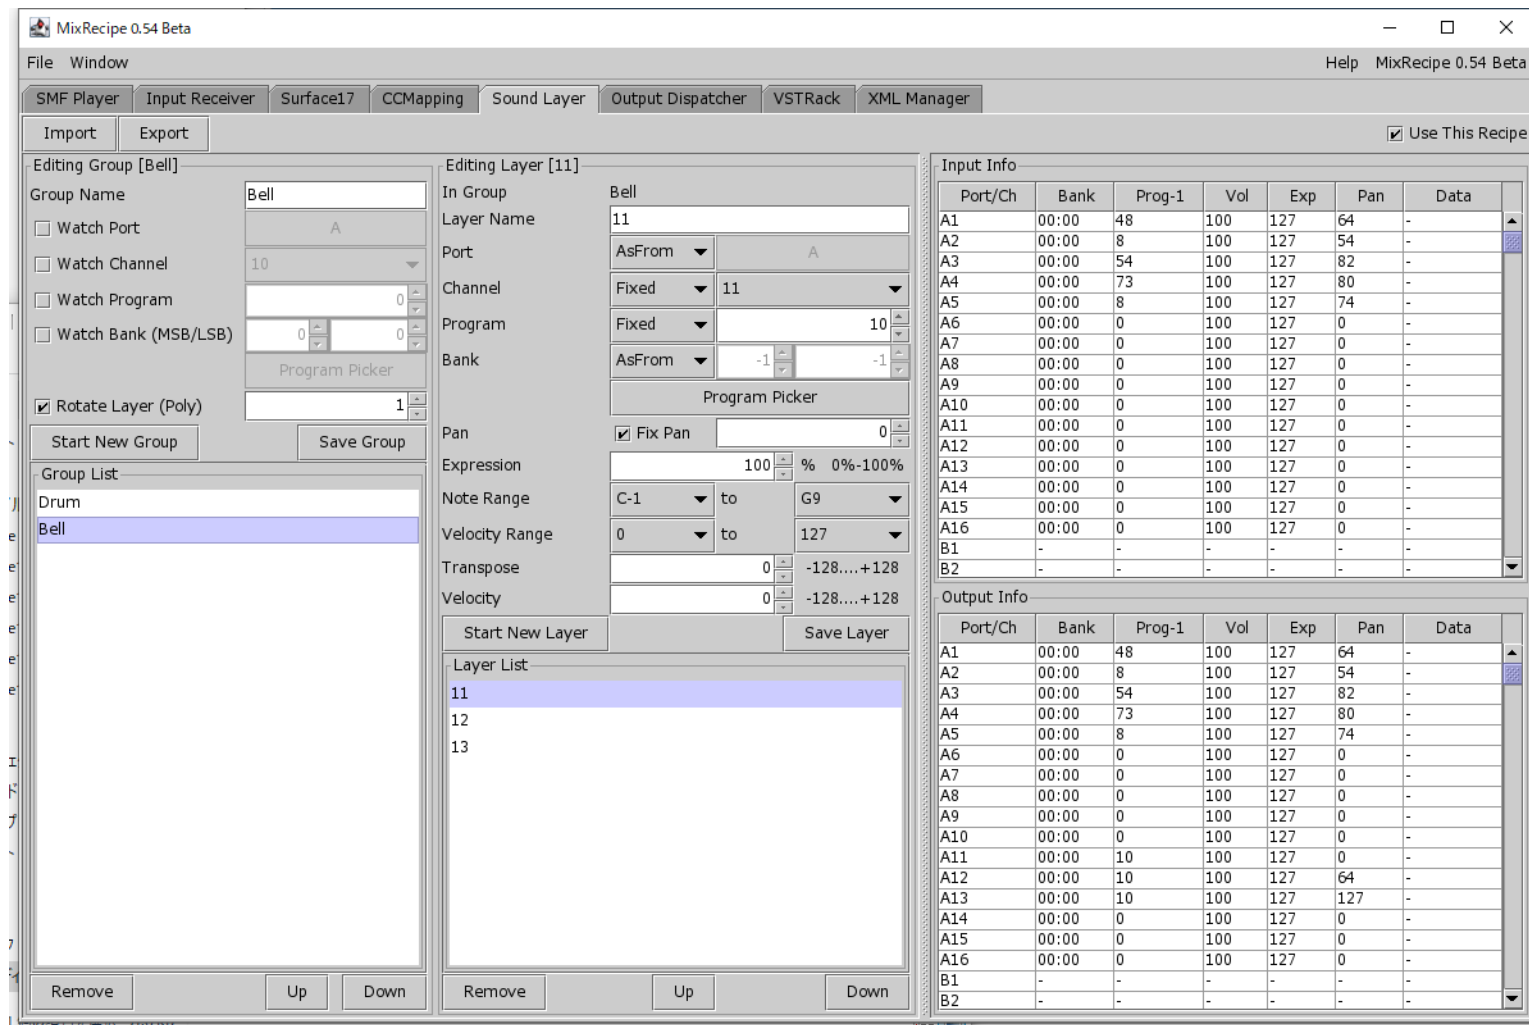 MixRecipe 0.54 Beta
File Window Help MixRecipe 0.54 Beta
SMF Player Input Receiver Surface17 CCMapping Sound Layer Output Dispatcher VSTRack XML Manager
Import Export Use This Recipe
Editing Group [Bell]
Group Name Bell
Watch Port A
Watch Channel 10
Watch Program 0
Watch Bank (MSB/LSB) 0 0
Program Picker
Rotate Layer (Poly) 1
Start New Group Save Group
Group List
Drum
Bell
Remove Up Down
Editing Layer [11]
In Group Bell
Layer Name 11
Port AsFrom A
Channel Fixed 11
Program Fixed 10
Bank AsFrom -1 -1
Program Picker
Pan Fix Pan 0
Expression 100 % 0%-100%
Note Range C-1 to G9
Velocity Range 0 to 127
Transpose 0 -128....+128
Velocity 0 -128....+128
Start New Layer Save Layer
Layer List
11
12
13
Remove Up Down
Input Info
Port/Ch Bank Prog-1 Vol Exp Pan Data
A1 00:00 48 100 127 64 -
A2 00:00 8 100 127 54 -
A3 00:00 54 100 127 82 -
A4 00:00 73 100 127 80 -
A5 00:00 8 100 127 74 -
A6 00:00 0 100 127 0 -
A7 00:00 0 100 127 0 -
A8 00:00 0 100 127 0 -
A9 00:00 0 100 127 0 -
A10 00:00 0 100 127 0 -
A11 00:00 0 100 127 0 -
A12 00:00 0 100 127 0 -
A13 00:00 0 100 127 0 -
A14 00:00 0 100 127 0 -
A15 00:00 0 100 127 0 -
A16 00:00 0 100 127 0 -
B1 - - - - - -
B2 - - - - - -
Output Info
Port/Ch Bank Prog-1 Vol Exp Pan Data
A1 00:00 48 100 127 64 -
A2 00:00 8 100 127 54 -
A3 00:00 54 100 127 82 -
A4 00:00 73 100 127 80 -
A5 00:00 8 100 127 74 -
A6 00:00 0 100 127 0 -
A7 00:00 0 100 127 0 -
A8 00:00 0 100 127 0 -
A9 00:00 0 100 127 0 -
A10 00:00 0 100 127 0 -
A11 00:00 10 100 127 0 -
A12 00:00 10 100 127 64 -
A13 00:00 10 100 127 127 -
A14 00:00 0 100 127 0 -
A15 00:00 0 100 127 0 -
A16 00:00 0 100 127 0 -
B1 - - - - - -
B2 - - - - - -